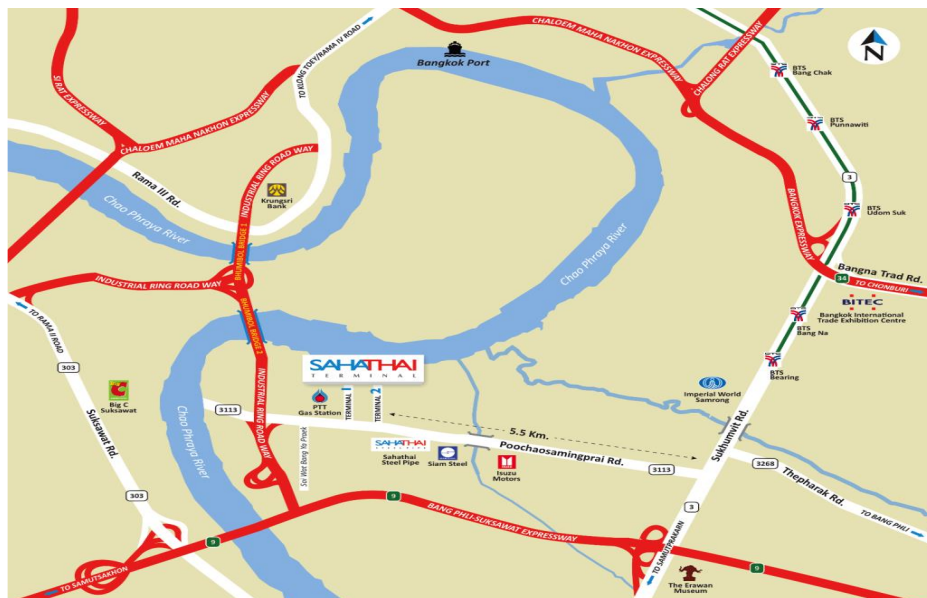 TO KLONG TOEY/RAMA IV ROAD
CHALOEM MAHA NAKHON EXPRESSWAY
CHALONG RAT EXPRESSWAY
N
Bangkok Port
BTS
Bang Chak
SI RAT EXPRESSWAY
CHALOEM MAHA NAKHON EXPRESSWAY
BTS
Punnawiti
Rama III Rd.
3
INDUSTRIAL RING ROAD WAY
Krungsri
Bank
BTS
Udom Suk
Chao Phraya River
BHUMIBOL BRIDGE 1
Chao Phraya River
BANGKOK EXPRESSWAY
Bangna Trad Rd.
34
TO CHONBURI
INDUSTRIAL RING ROAD WAY
BITEC
Bangkok International
Trade Exhibition Centre
BHUMIBOL BRIDGE 2
BTS
Bang Na
TO RAMA II ROAD
303
SAHATHAI
TERMINAL
BTS
Bearing
Big C
Suksawat
3113
PTT
Gas Station
TERMINAL 1
TERMINAL 2
Imperial World
Samrong
Suksawat Rd.
Chao Phraya River
INDUSTRIAL RING ROAD WAY
Soi Wat Bang Ya Praek
5.5 Km.
Sukhumvit Rd.
SAHATHAI
Sahathai
Steel Pipe
Siam Steel
Isuzu
Motors
Poochaosamingprai Rd.
3113
3268
Thepharak Rd.
TO BANG PHLI
303
9
BANG PHLI-SUKSAWAT EXPRESSWAY
3
9
TO SAMUTPRAKARN
TO SAMUTSAKHON
The Erawan
Museum
9